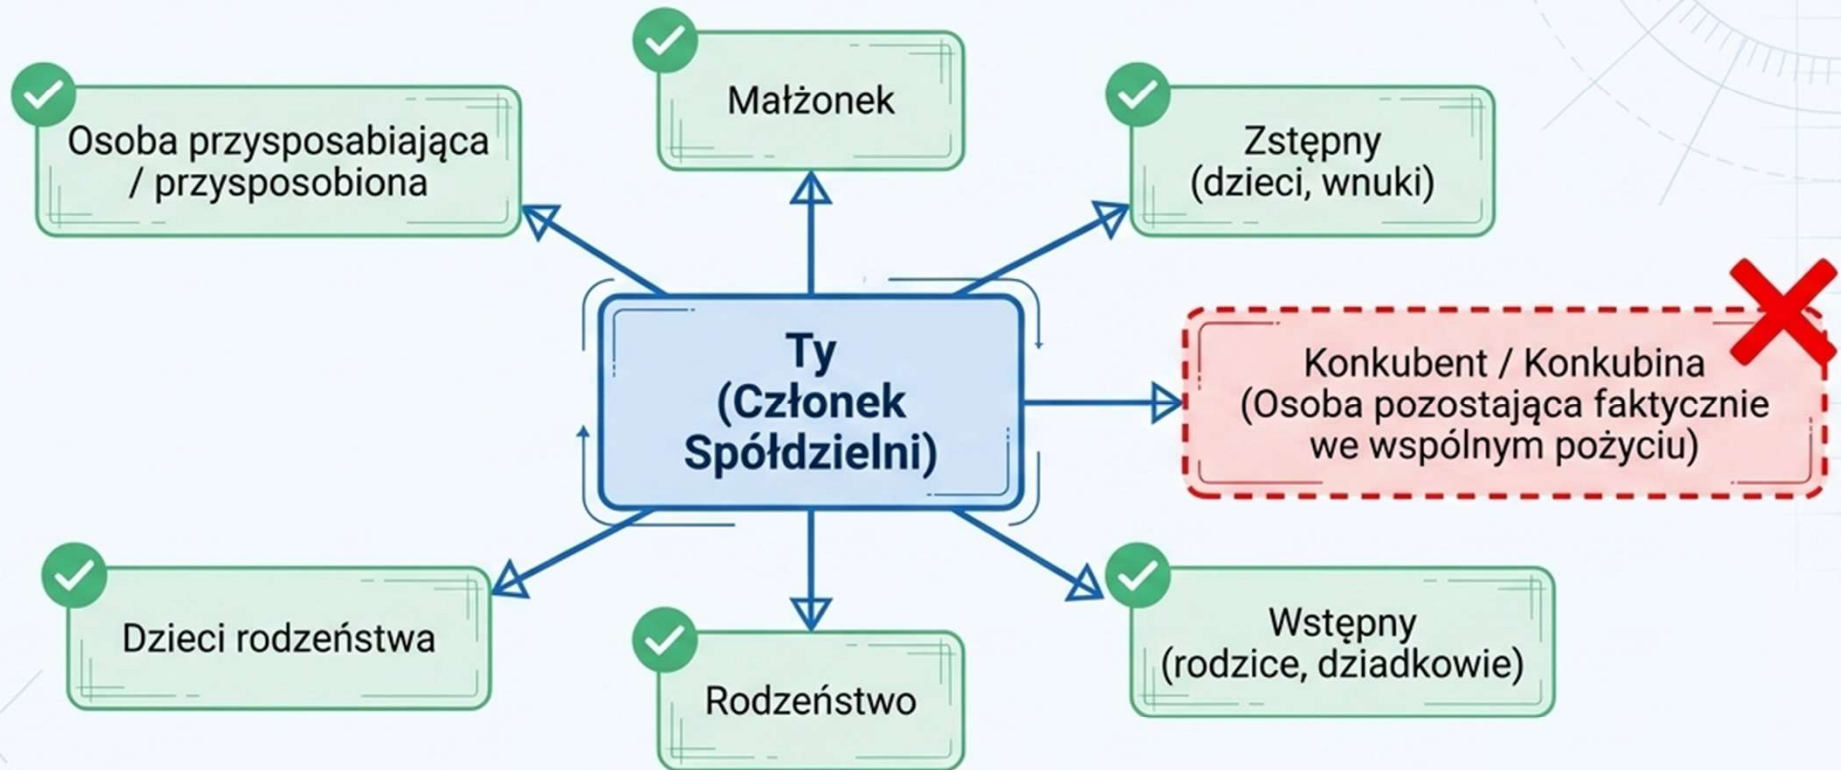 Małżonek
Osoba przysposabiająca
/ przysposobiona
Zstępny
(dzieci, wnuki)
Ty
(Członek
Spółdzielni)
Konkubent / Konkubina
(Osoba pozostająca faktycznie
we wspólnym pożyciu)
Dzieci rodzeństwa
Rodzeństwo
Wstępny
(rodzice, dziadkowie)